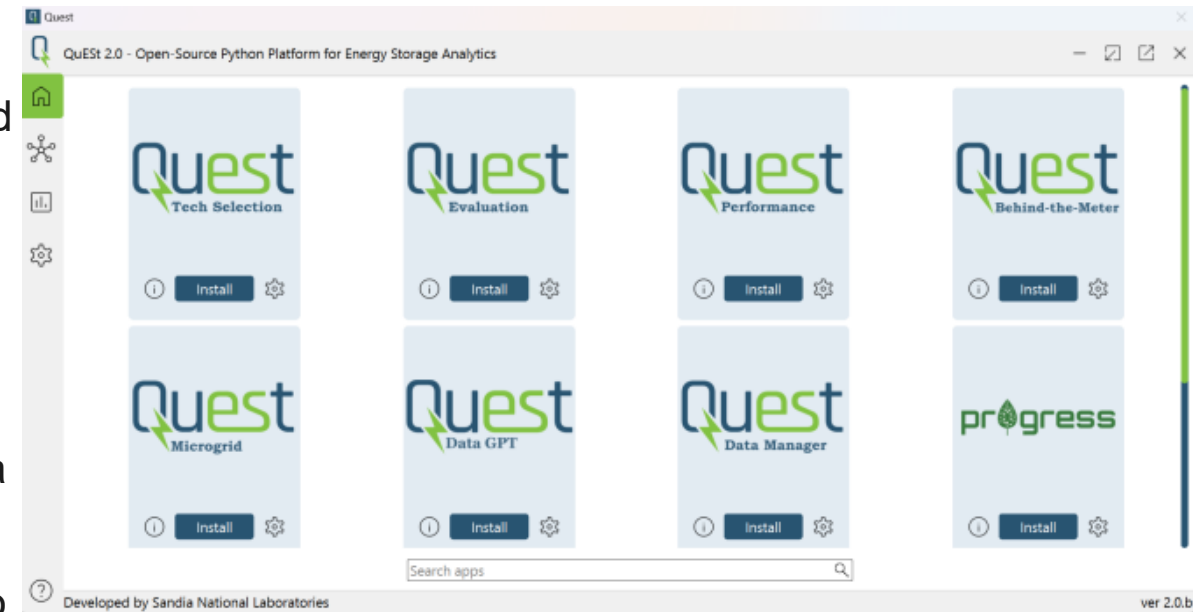 Quest
QuESt 2.0 - Open-Source Python Platform for Energy Storage Analytics
d
Quest
Tech Selection
Quest
Evaluation
Quest
Performance
Quest
Behind-the-Meter
Install
Install
Install
Install
Quest
Microgrid
Quest
Data GPT
Quest
Data Manager
progress
a
Install
Install
Install
Install
Search apps
Developed by Sandia National Laboratories
ver 2.0.b